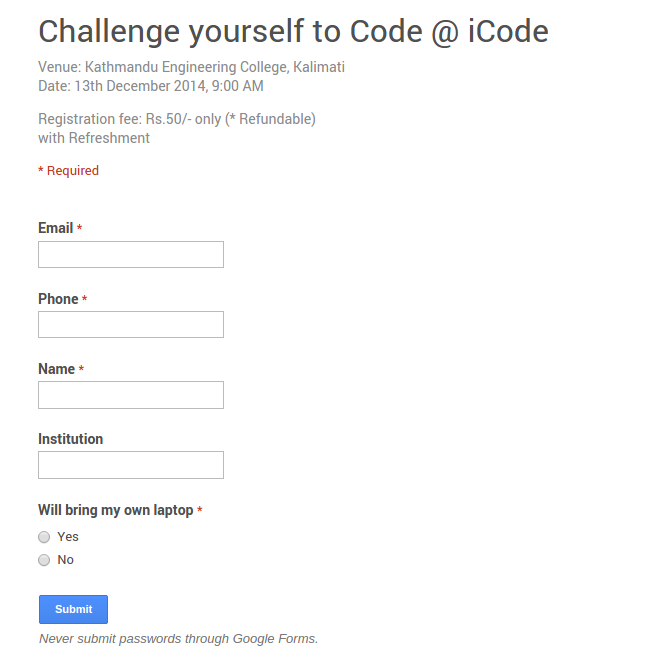 Challenge yourself to Code @ iCode
Venue: Kathmandu Engineering College, Kalimati
Date: 13th December 2014, 9:00 AM
Registration fee: Rs.50/- only (* Refundable)
with Refreshment
* Required
Email *
Phone *
Name *
Institution
Will bring my own laptop *
Yes
No
Submit
Never submit passwords through Google Forms.